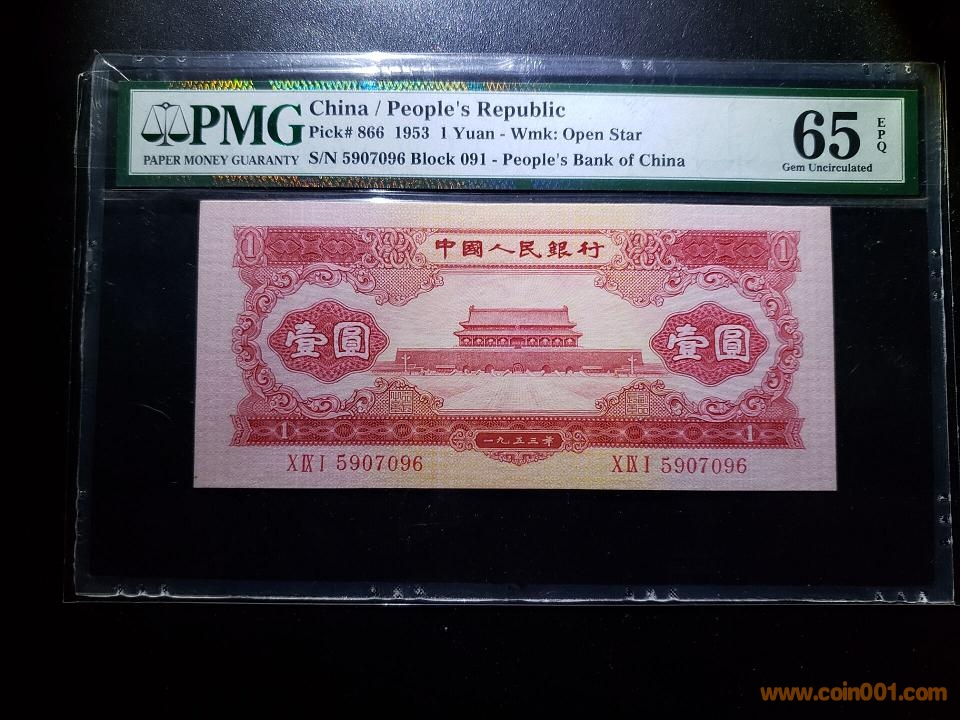 PMG
PAPER MONEY GUARANTY
China / People's Republic
Pick# 866 1953 1 Yuan - Wmk: Open Star
S/N 5907096 Block 091 - People's Bank of China
65 EPQ
Gem Uncirculated
中國人民銀行
1 1
壹圓 壹圓
1 一九五三年 1
X IX I 5907096 X IX I 5907096
www.coin001.com